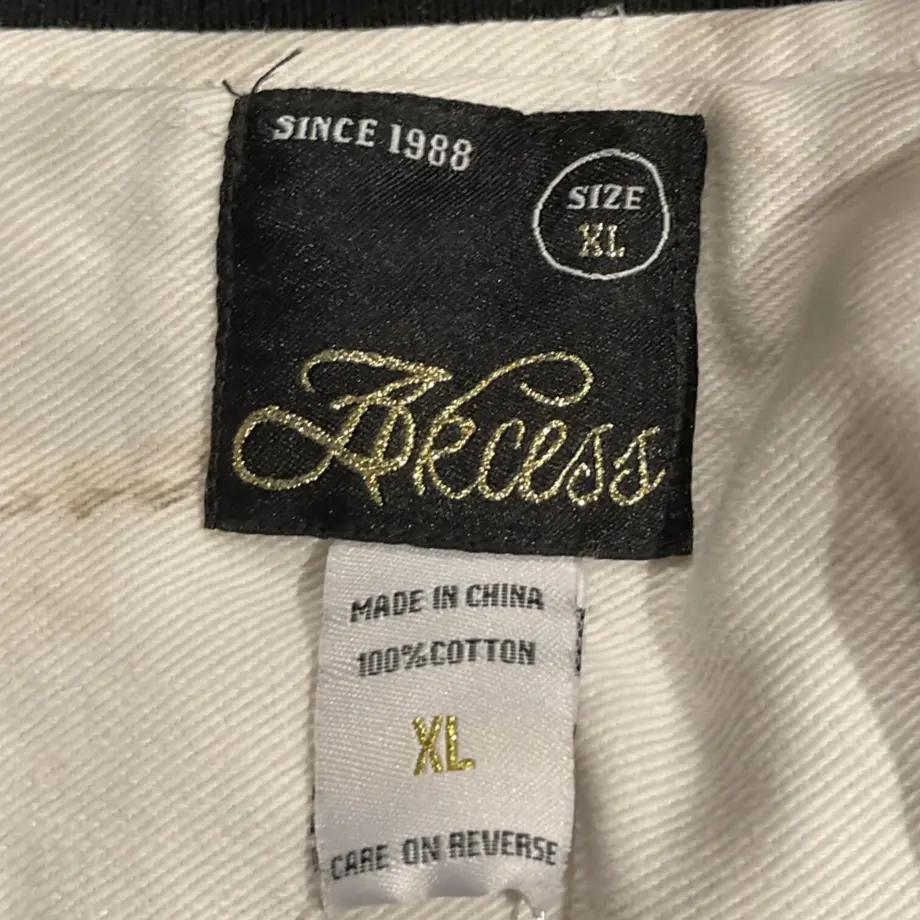 SINCE 1988
SIZE
XL
Akcess
MADE IN CHINA
100% COTTON
XL
CARE ON REVERSE